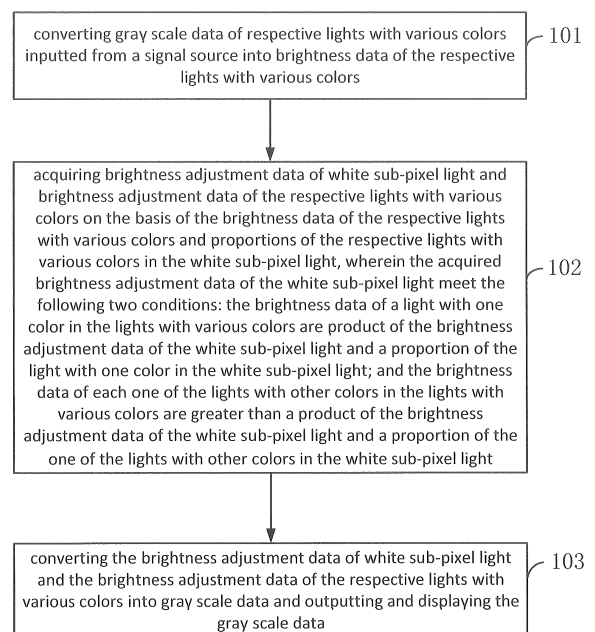 converting gray scale data of respective lights with various colors
inputted from a signal source into brightness data of the respective
lights with various colors
101
acquiring brightness adjustment data of white sub-pixel light and
brightness adjustment data of the respective lights with various
colors on the basis of the brightness data of the respective lights
with various colors and proportions of the respective lights with
various colors in the white sub-pixel light, wherein the acquired
brightness adjustment data of the white sub-pixel light meet the
following two conditions: the brightness data of a light with one
color in the lights with various colors are product of the brightness
adjustment data of the white sub-pixel light and a proportion of the
light with one color in the white sub-pixel light; and the brightness
data of each one of the lights with other colors in the lights with
various colors are greater than a product of the brightness
adjustment data of the white sub-pixel light and a proportion of the
one of the lights with other colors in the white sub-pixel light
102
converting the brightness adjustment data of white sub-pixel light
and the brightness adjustment data of the respective lights with
various colors into gray scale data and outputting and displaying the
gray scale data
103